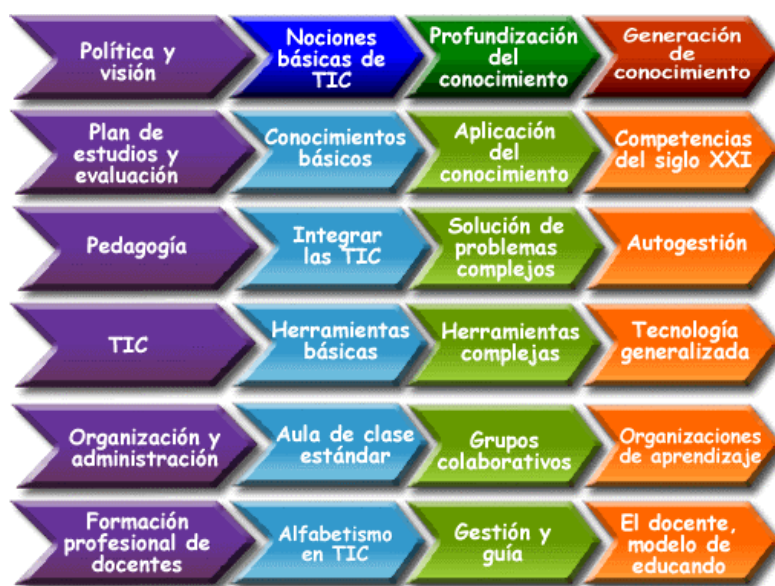 Política y
visión
Nociones
básicas de
TIC
Profundización
del
conocimiento
Generación
de
conocimiento
Plan de
estudios y
evaluación
Conocimientos
básicos
Aplicación
del
conocimiento
Competencias
del siglo XXI
Pedagogía
Integrar
las TIC
Solución de
problemas
complejos
Autogestión
TIC
Herramientas
básicas
Herramientas
complejas
Tecnología
generalizada
Organización y
administración
Aula de clase
estándar
Grupos
colaborativos
Organizaciones
de aprendizaje
Formación
profesional de
docentes
Alfabetismo
en TIC
Gestión y
guía
El docente,
modelo de
educando